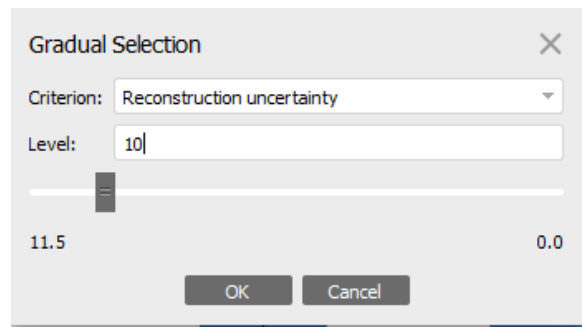 Gradual Selection
Criterion: Reconstruction uncertainty
Level: 10
11.5 0.0
OK Cancel